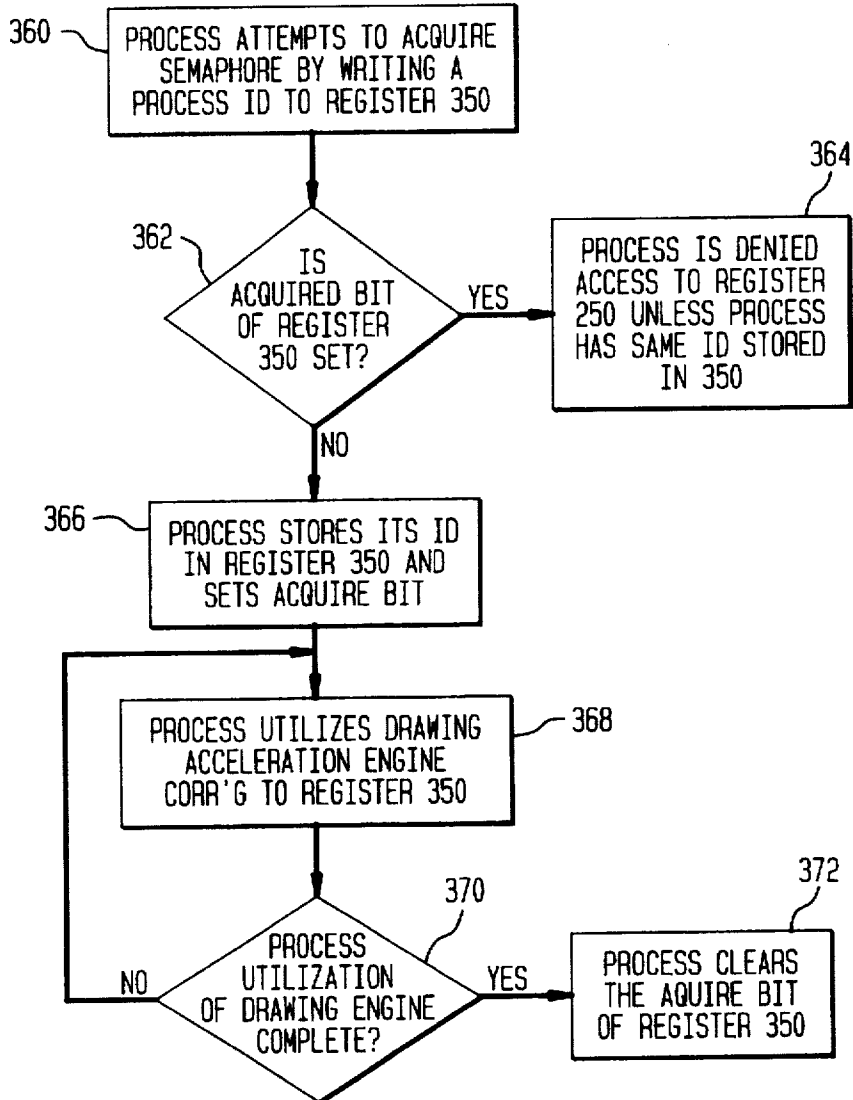 360
PROCESS ATTEMPTS TO ACQUIRE
SEMAPHORE BY WRITING A
PROCESS ID TO REGISTER 350
362
IS
ACQUIRED BIT
OF REGISTER
350 SET?
YES
364
PROCESS IS DENIED
ACCESS TO REGISTER
250 UNLESS PROCESS
HAS SAME ID STORED
IN 350
NO
366
PROCESS STORES ITS ID
IN REGISTER 350 AND
SETS ACQUIRE BIT
PROCESS UTILIZES DRAWING
ACCELERATION ENGINE
CORR'G TO REGISTER 350
368
370
PROCESS
UTILIZATION
OF DRAWING ENGINE
COMPLETE?
NO
YES
372
PROCESS CLEARS
THE AQUIRE BIT
OF REGISTER 350